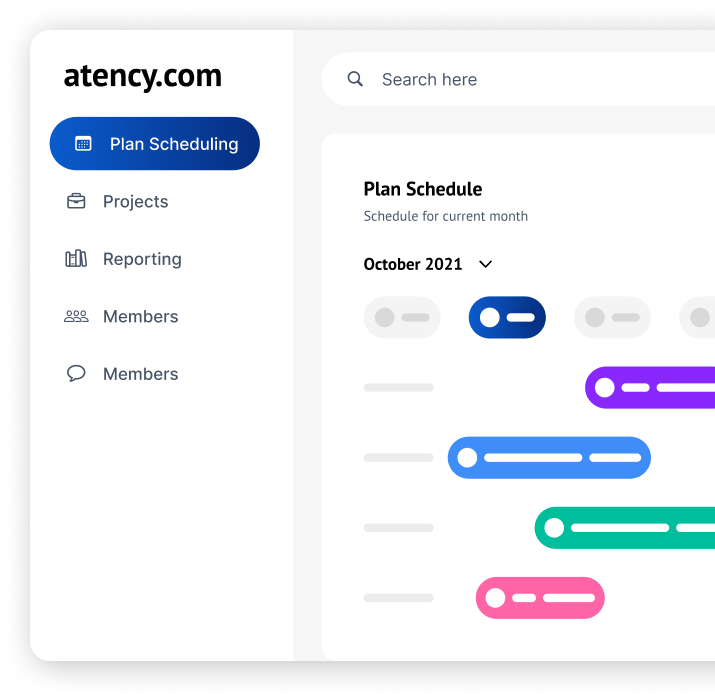 atency.com
Plan Scheduling
Projects
Reporting
Members
Members
Search here
Plan Schedule
Schedule for current month
October 2021